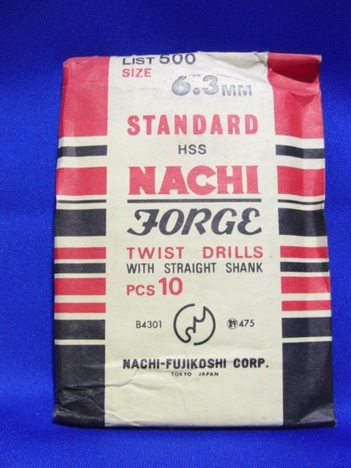 LIST 500
SIZE
6.3MM
STANDARD
HSS
NACHI
FORGE
TWIST DRILLS
WITH STRAIGHT SHANK
PCS 10
B4301 475
NACHI-FUJIKOSHI CORP.
TOKYO JAPAN